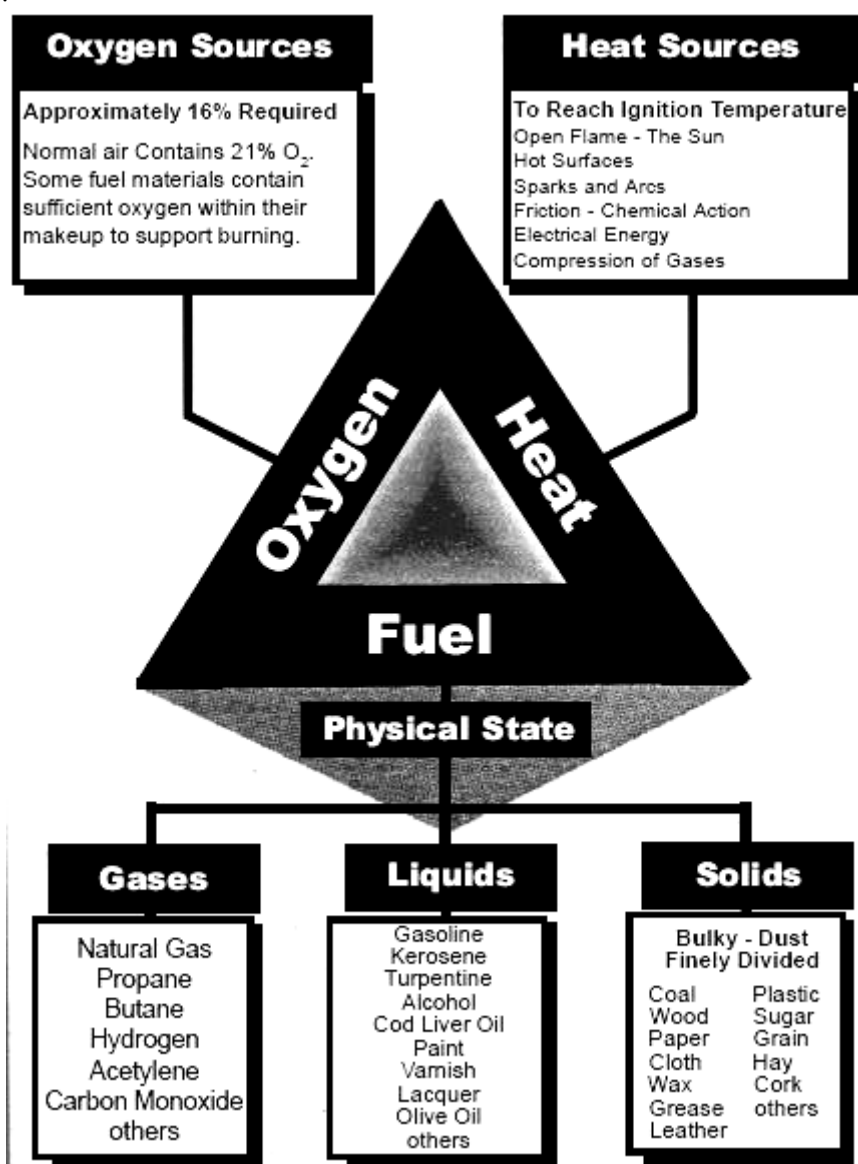 Oxygen Sources
Approximately 16% Required
Normal air Contains 21% O₂.
Some fuel materials contain
sufficient oxygen within their
makeup to support burning.
Heat Sources
To Reach Ignition Temperature
Open Flame - The Sun
Hot Surfaces
Sparks and Arcs
Friction - Chemical Action
Electrical Energy
Compression of Gases
Oxygen
Heat
Fuel
Physical State
Gases
Natural Gas
Propane
Butane
Hydrogen
Acetylene
Carbon Monoxide
others
Liquids
Gasoline
Kerosene
Turpentine
Alcohol
Cod Liver Oil
Paint
Varnish
Lacquer
Olive Oil
others
Solids
Bulky - Dust
Finely Divided
Coal
Wood
Paper
Cloth
Wax
Grease
Leather
Plastic
Sugar
Grain
Hay
Cork
others